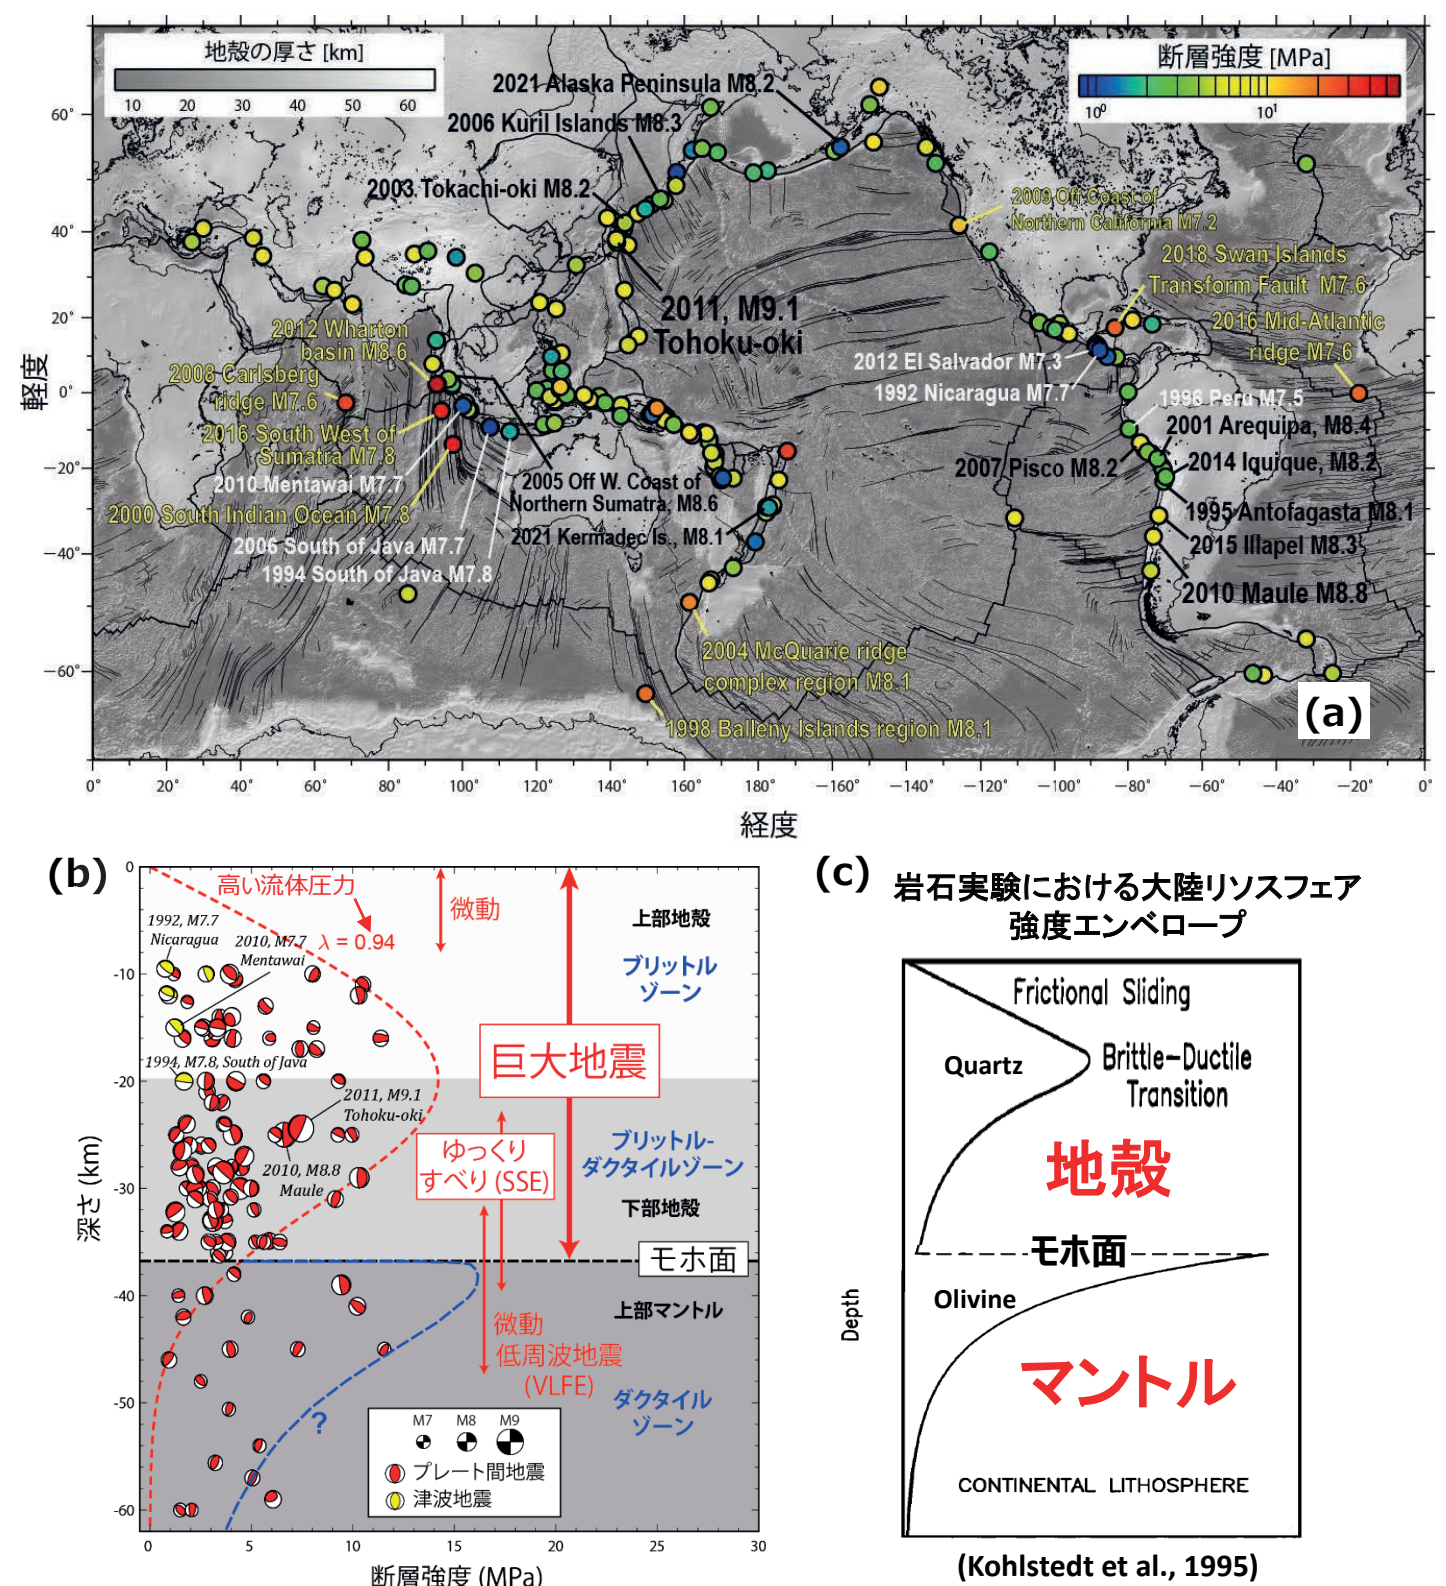 地殻の厚さ [km]
10 20 30 40 50 60
断層強度 [MPa]
10⁰ 10¹
2021 Alaska Peninsula M8.2
2006 Kuril Islands M8.3
2003 Tokachi-oki M8.2
2011, M9.1
Tohoku-oki
2009 Off Coast of
Northern California M7.2
2018 Swan Islands
Transform Fault M7.6
2016 Mid-Atlantic
ridge M7.6
2012 El Salvador M7.3
1992 Nicaragua M7.7
1996 Peru M7.5
2001 Arequipa, M8.4
2007 Pisco M8.2
2014 Iquique, M8.2
1995 Antofagasta M8.1
2015 Illapel M8.3
2010 Maule M8.8
2012 Wharton
basin M8.6
2008 Carlsberg
ridge M7.6
2016 South West of
Sumatra M7.8
2010 Mentawai M7.7
2000 South Indian Ocean M7.8
2006 South of Java M7.7
1994 South of Java M7.8
2005 Off W. Coast of
Northern Sumatra, M8.6
2021 Kermadec Is., M8.1
2004 McQuarie ridge
complex region M8.1
1998 Balleny Islands region M8.1
(a)
軽度
60°
40°
20°
0°
−20°
−40°
−60°
0° 20° 40° 60° 80° 100° 120° 140° 160° 180° −160° −140° −120° −100° −80° −60° −40° −20° 0°
経度
(b)
高い流体圧力
λ = 0.94
微動
上部地殻
ブリットル
ゾーン
1992, M7.7
Nicaragua
2010, M7.7
Mentawai
巨大地震
1994, M7.8, South of Java
2011, M9.1
Tohoku-oki
2010, M8.8
Maule
ゆっくり
すべり (SSE)
ブリットル-
ダクタイルゾーン
下部地殻
モホ面
上部マントル
微動
低周波地震
(VLFE)
ダクタイル
ゾーン
?
M7 M8 M9
プレート間地震
津波地震
深さ (km)
0
-10
-20
-30
-40
-50
-60
0 5 10 15 20 25 30
断層強度 (MPa)
(c)
岩石実験における大陸リソスフェア
強度エンベロープ
Frictional Sliding
Quartz
Brittle-Ductile
Transition
地殻
モホ面
Olivine
Depth
マントル
CONTINENTAL LITHOSPHERE
(Kohlstedt et al., 1995)